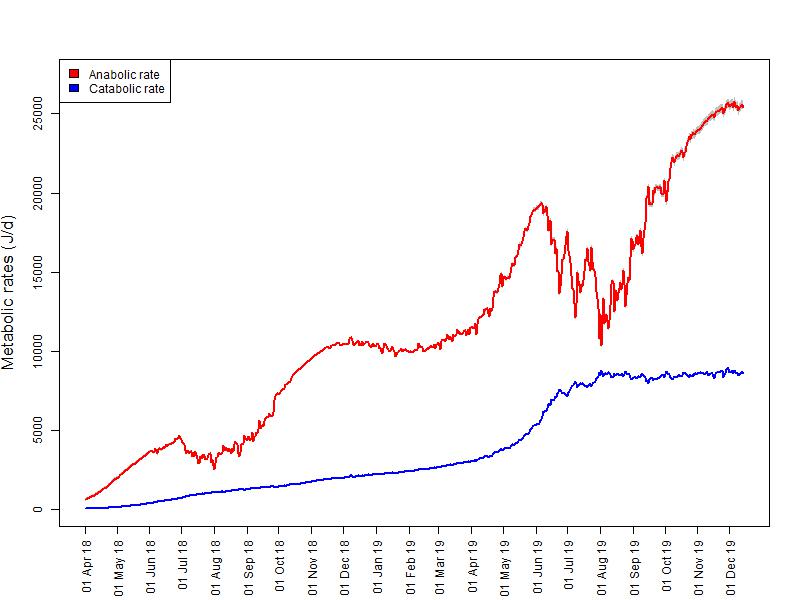 Anabolic rate
Catabolic rate
Metabolic rates (J/d)
25000
20000
15000
10000
5000
0
01 Apr 18
01 May 18
01 Jun 18
01 Jul 18
01 Aug 18
01 Sep 18
01 Oct 18
01 Nov 18
01 Dec 18
01 Jan 19
01 Feb 19
01 Mar 19
01 Apr 19
01 May 19
01 Jun 19
01 Jul 19
01 Aug 19
01 Sep 19
01 Oct 19
01 Nov 19
01 Dec 19